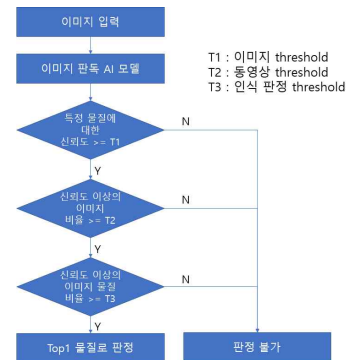 이미지 입력
이미지 판독 AI 모델
T1 : 이미지 threshold
T2 : 동영상 threshold
T3 : 인식 판정 threshold
특정 물질에
대한
신뢰도 >= T1
N
Y
신뢰도 이상의
이미지
비율 >= T2
N
Y
신뢰도 이상의
이미지 물질
비율 >= T3
N
Y
Top1 물질로 판정
판정 불가